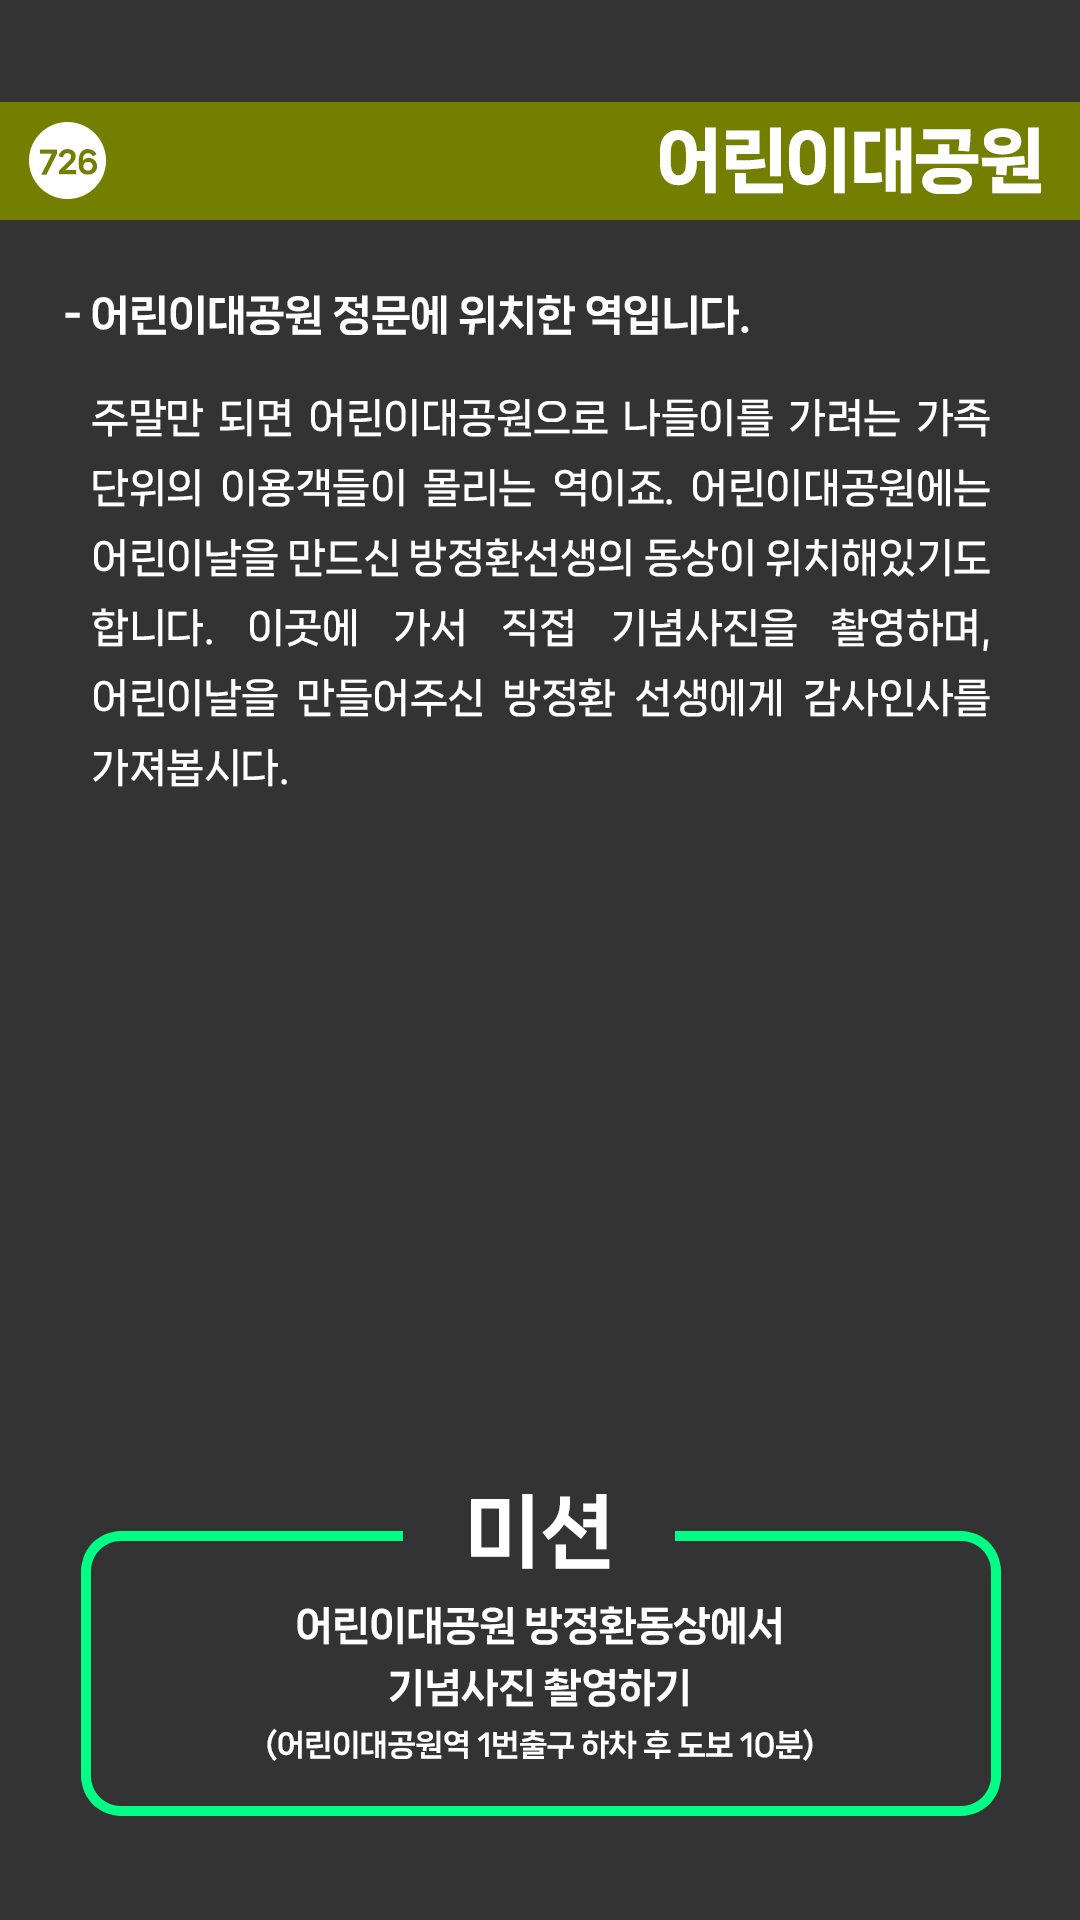 726
어린이대공원
- 어린이대공원 정문에 위치한 역입니다.
주말만 되면 어린이대공원으로 나들이를 가려는 가족
단위의 이용객들이 몰리는 역이죠. 어린이대공원에는
어린이날을 만드신 방정환선생의 동상이 위치해있기도
합니다. 이곳에 가서 직접 기념사진을 촬영하며,
어린이날을 만들어주신 방정환 선생에게 감사인사를
가져봅시다.
미션
어린이대공원 방정환동상에서
기념사진 촬영하기
(어린이대공원역 1번출구 하차 후 도보 10분)